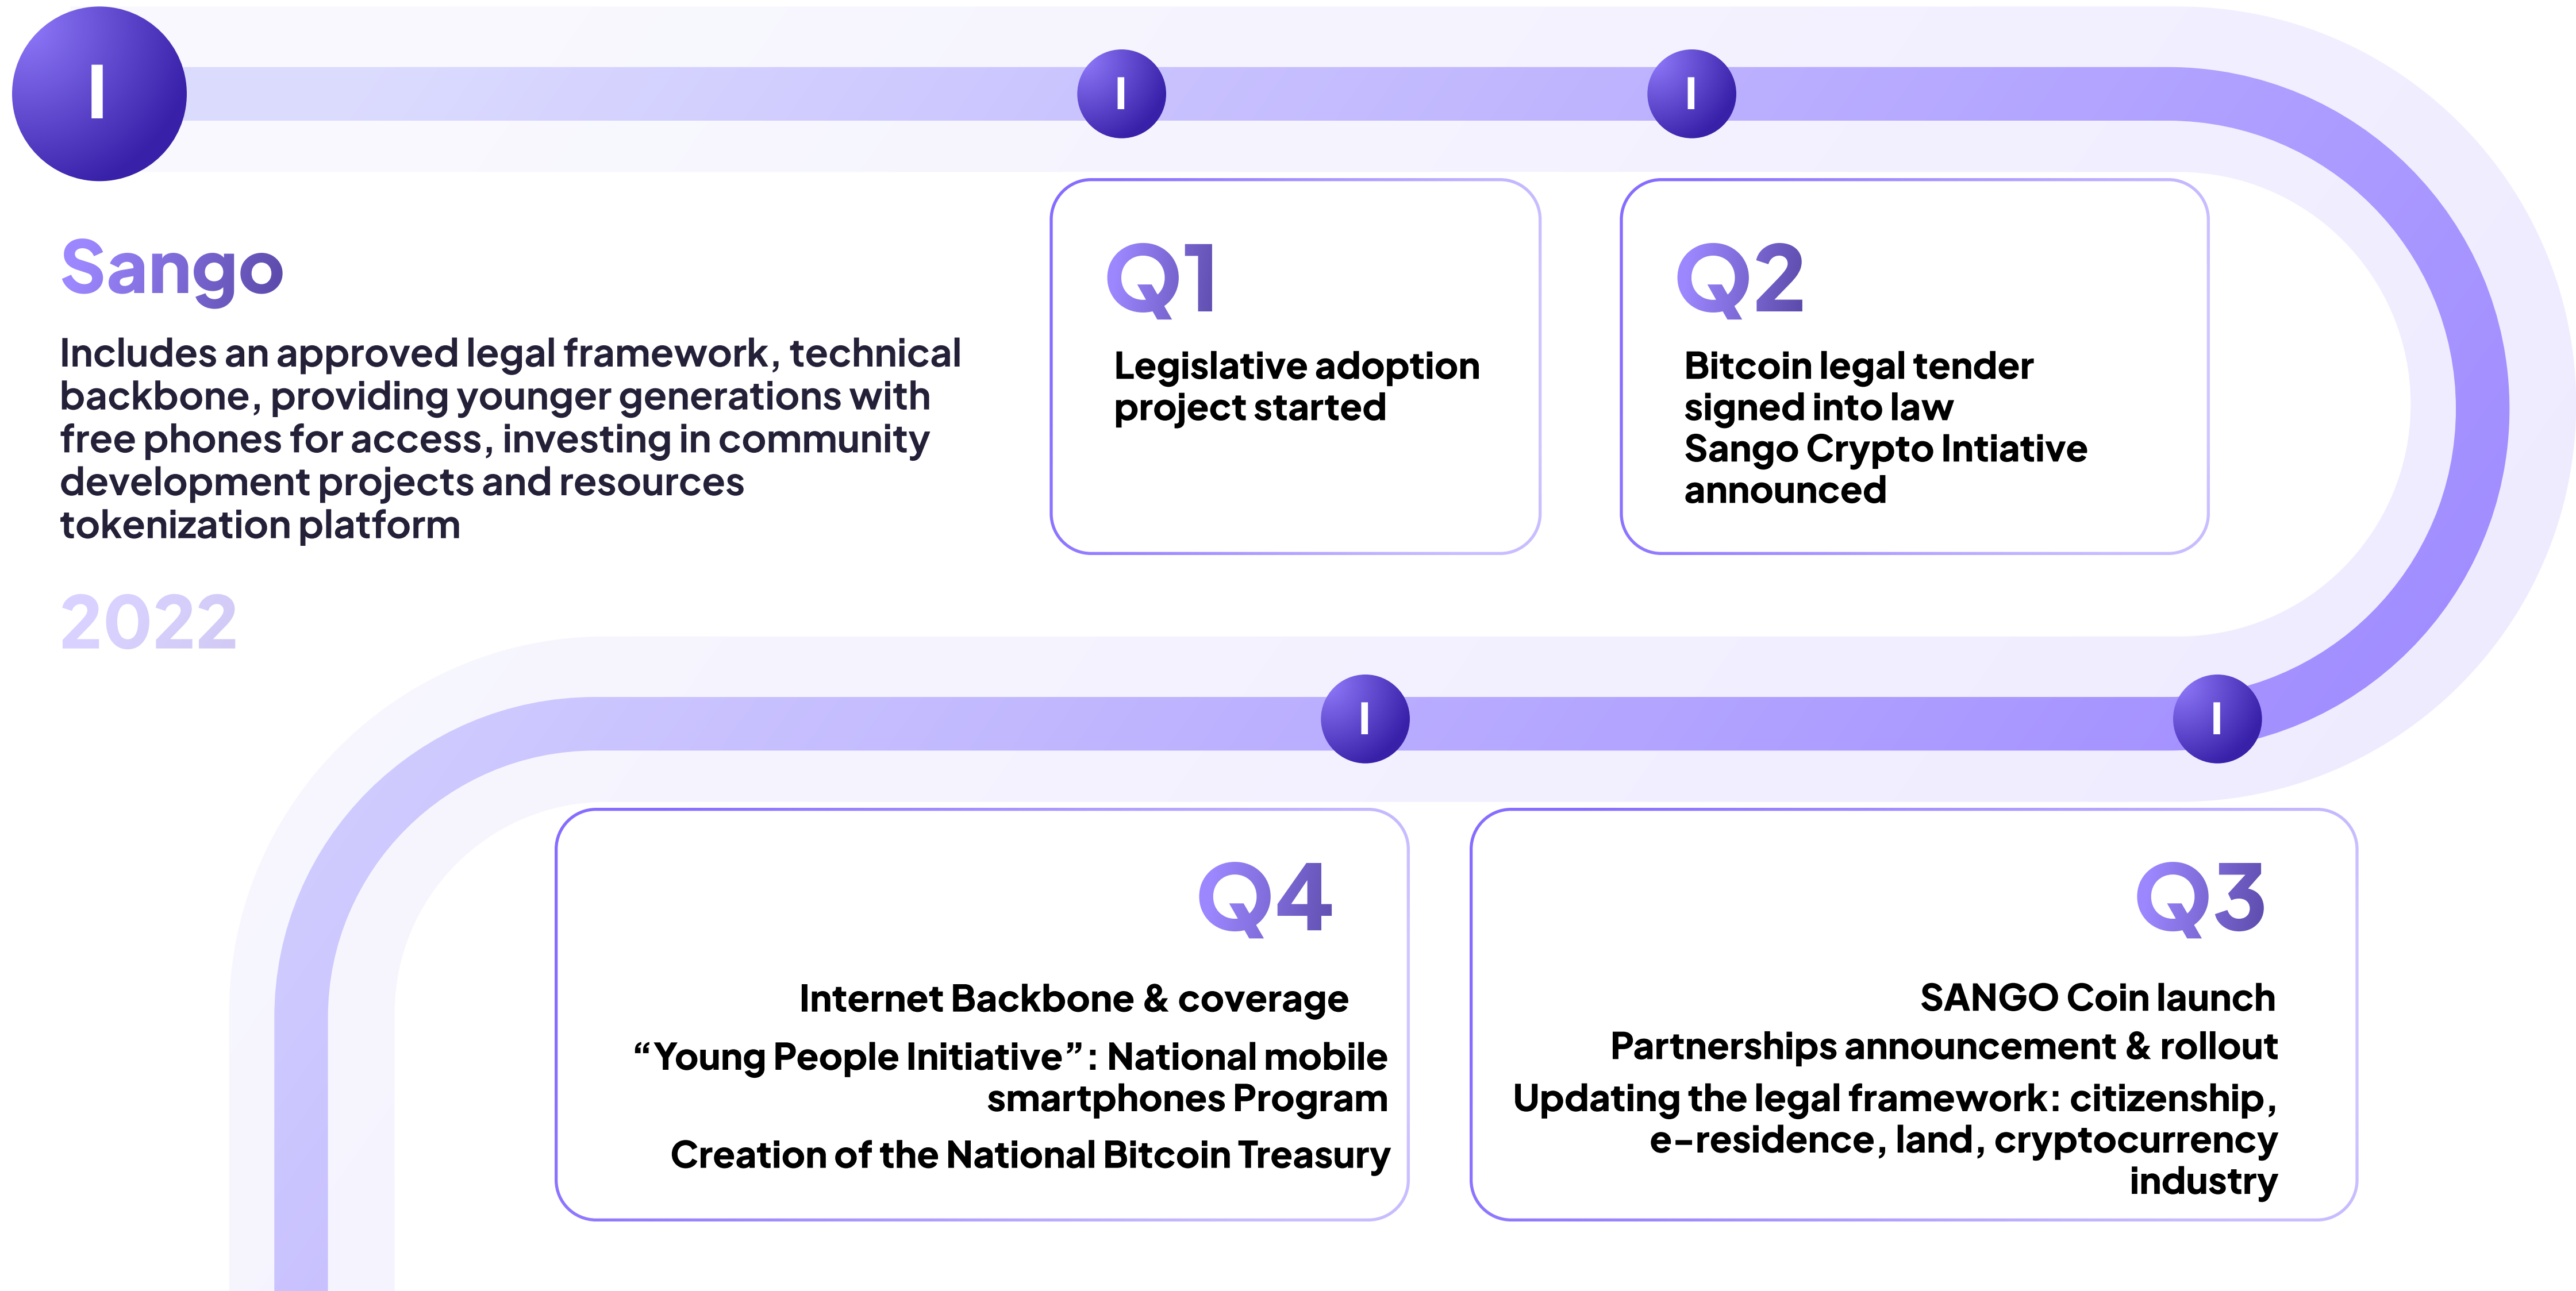 I
I
I
Sango
Includes an approved legal framework, technical
backbone, providing younger generations with
free phones for access, investing in community
development projects and resources
tokenization platform
2022
Q1
Legislative adoption
project started
Q2
Bitcoin legal tender
signed into law
Sango Crypto Intiative
announced
I
I
Q3
SANGO Coin launch
Partnerships announcement & rollout
Updating the legal framework: citizenship,
e-residence, land, cryptocurrency
industry
Q4
Internet Backbone & coverage
“Young People Initiative”: National mobile
smartphones Program
Creation of the National Bitcoin Treasury